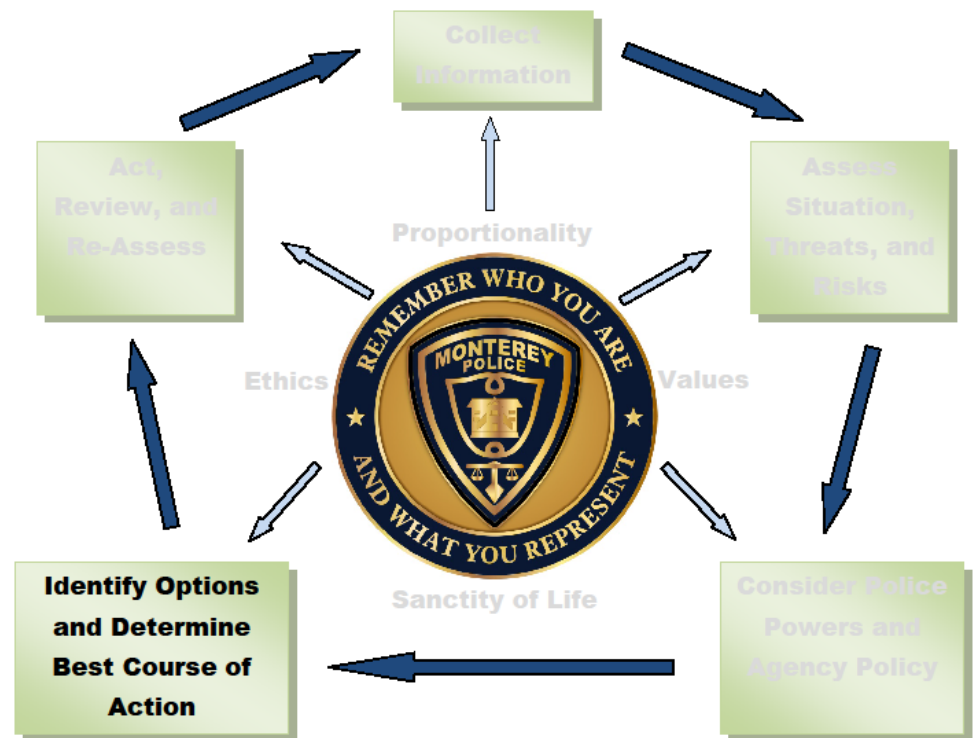 Collect
Information
Act,
Review, and
Re-Assess
Assess
Situation,
Threats, and
Risks
Proportionality
REMEMBER WHO YOU ARE
MONTEREY
POLICE
Ethics
Values
AND WHAT YOU REPRESENT
Sanctity of Life
Identify Options
and Determine
Best Course of
Action
Consider Police
Powers and
Agency Policy